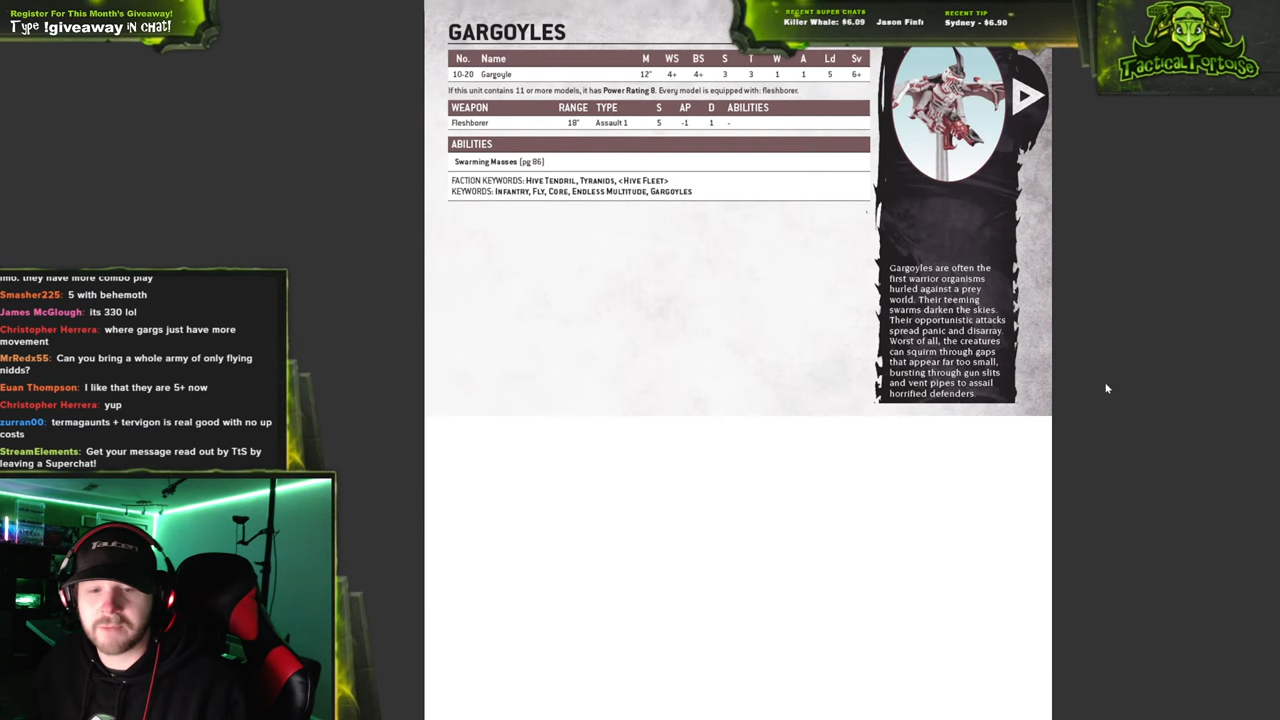 Register For This Month's Giveaway!
Type !giveaway in chat!
GARGOYLES
RECENT SUPER CHATS
Killer Whale: $6.09 Jason Finfi
RECENT TIP
Sydney - $6.90
TacticalTortoise
No. Name M WS BS S T W A Ld Sv
10-20 Gargoyle 12" 4+ 4+ 3 3 1 1 5 6+
If this unit contains 11 or more models, it has Power Rating 8. Every model is equipped with: fleshborer.
WEAPON RANGE TYPE S AP D ABILITIES
Fleshborer 18" Assault 1 5 -1 1 -
ABILITIES
Swarming Masses (pg 86)
FACTION KEYWORDS: HIVE TENDRIL, TYRANIDS, <HIVE FLEET>
KEYWORDS: INFANTRY, FLY, CORE, ENDLESS MULTITUDE, GARGOYLES
Gargoyles are often the
first warrior organisms
hurled against a prey
world. Their teeming
swarms darken the skies.
Their opportunistic attacks
spread panic and disarray.
Worst of all, the creatures
can squirm through gaps
that appear far too small,
bursting through gun slits
and vent pipes to assail
horrified defenders.
imo. they have more combo play
Smasher225: 5 with behemoth
James McGlough: its 330 lol
Christopher Herrera: where gargs just have more
movement
MrRedx55: Can you bring a whole army of only flying
nidds?
Euan Thompson: I like that they are 5+ now
Christopher Herrera: yup
zurran00: termagaunts + tervigon is real good with no up
costs
StreamElements: Get your message read out by TtS by
leaving a Superchat!